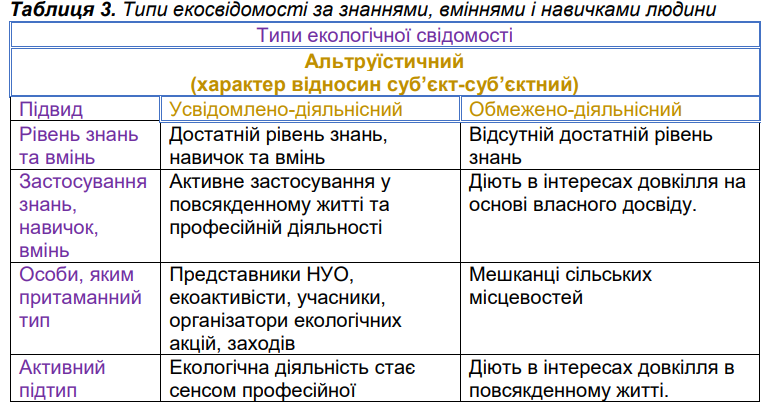 Таблиця 3. Типи екосвідомості за знаннями, вміннями і навичками людини
Типи екологічної свідомості
Альтруїстичний
(характер відносин суб’єкт-суб’єктний)
Підвид
Усвідомлено-діяльнісний
Обмежено-діяльнісний
Рівень знань
та вмінь
Достатній рівень знань,
навичок та вмінь
Відсутній достатній рівень
знань
Застосування
знань,
навичок,
вмінь
Активне застосування у
повсякденному житті та
професійній діяльності
Діють в інтересах довкілля на
основі власного досвіду.
Особи, яким
притаманний
тип
Представники НУО,
екоактивісти, учасники,
організатори екологічних
акцій, заходів
Мешканці сільських
місцевостей
Активний
підтип
Екологічна діяльність стає
сенсом професійної
Діють в інтересах довкілля в
повсякденному житті.